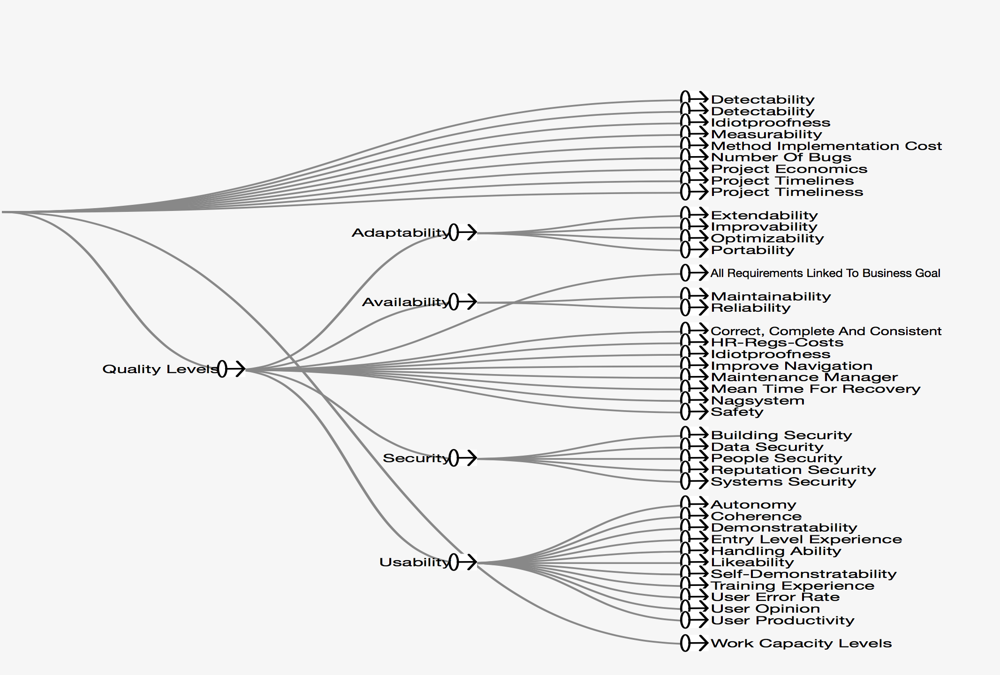 Detectability
Detectability
Idiotproofness
Measurability
Method Implementation Cost
Number Of Bugs
Project Economics
Project Timelines
Project Timeliness
Extendability
Adaptability
Improvability
Optimizability
Portability
All Requirements Linked To Business Goal
Maintainability
Availability
Reliability
Correct, Complete And Consistent
HR-Regs-Costs
Idiotproofness
Improve Navigation
Quality Levels
Maintenance Manager
Mean Time For Recovery
Nagsystem
Safety
Building Security
Data Security
Security
People Security
Reputation Security
Systems Security
Autonomy
Coherence
Demonstratability
Entry Level Experience
Handling Ability
Usability
Likeability
Self-Demonstratability
Training Experience
User Error Rate
User Opinion
User Productivity
Work Capacity Levels